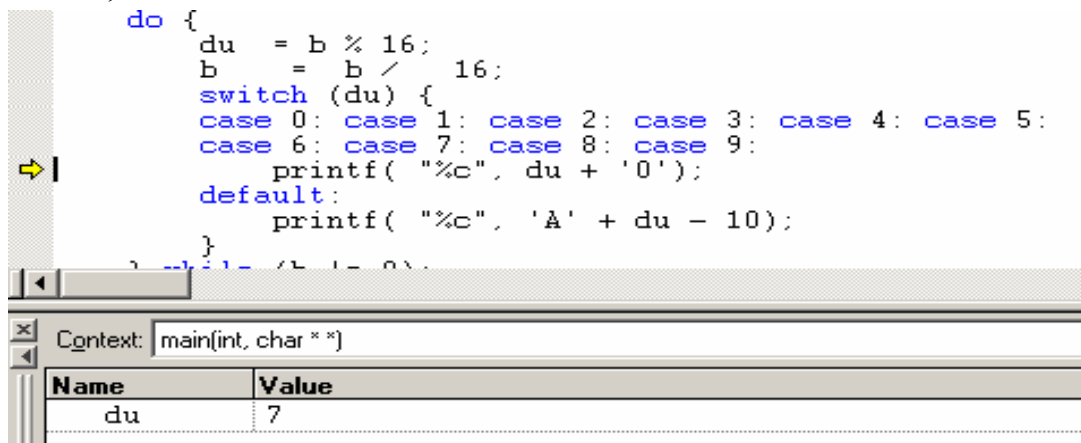 do {
du = b % 16;
b = b / 16;
switch (du) {
case 0: case 1: case 2: case 3: case 4: case 5:
case 6: case 7: case 8: case 9:
printf( "%c", du + '0');
default:
printf( "%c", 'A' + du - 10);
}
} while (b != 0);
Context: main(int, char * *)
Name Value
du 7